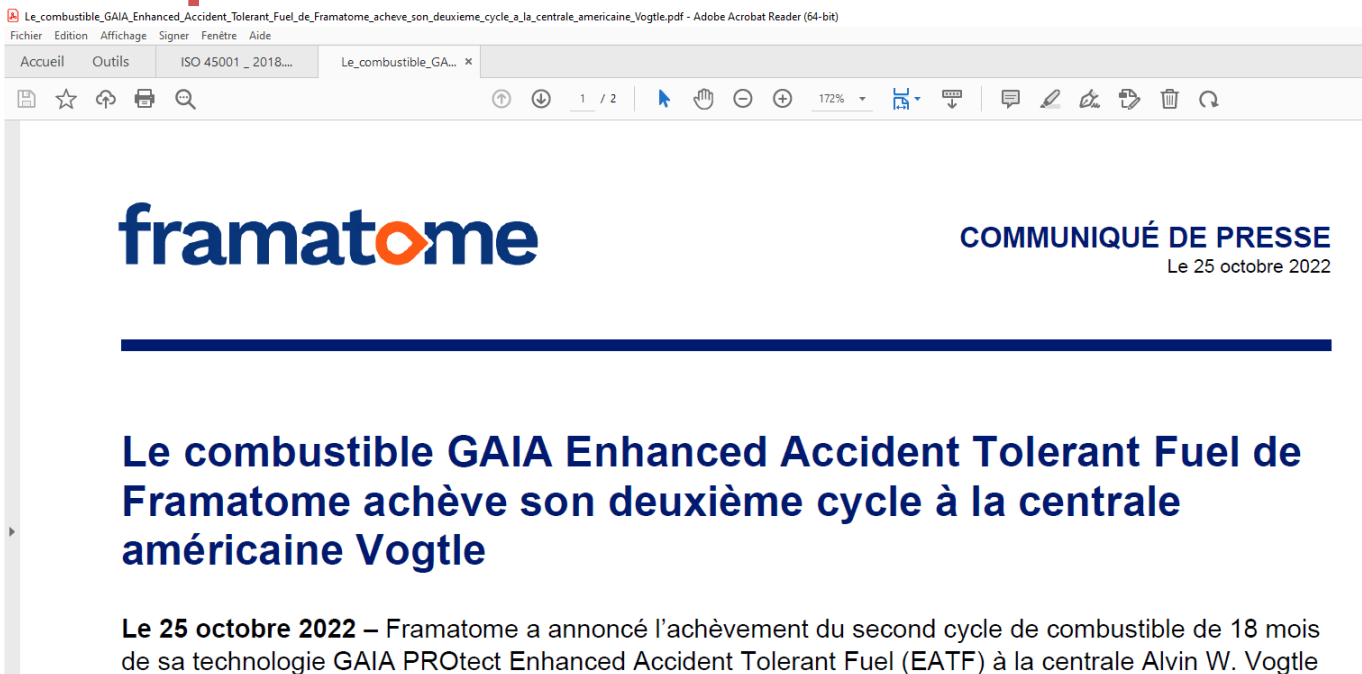 Le_combustible_GAIA_Enhanced_Accident_Tolerant_Fuel_de_Framatome_acheve_son_deuxieme_cycle_a_la_centrale_americaine_Vogtle.pdf - Adobe Acrobat Reader (64-bit)
Fichier Edition Affichage Signer Fenêtre Aide
Accueil Outils ISO 45001 _ 2018.... Le_combustible_GA... ×
1 / 2 172%
framatome
COMMUNIQUÉ DE PRESSE
Le 25 octobre 2022
Le combustible GAIA Enhanced Accident Tolerant Fuel de
Framatome achève son deuxième cycle à la centrale
américaine Vogtle
Le 25 octobre 2022 – Framatome a annoncé l’achèvement du second cycle de combustible de 18 mois
de sa technologie GAIA PROtect Enhanced Accident Tolerant Fuel (EATF) à la centrale Alvin W. Vogtle